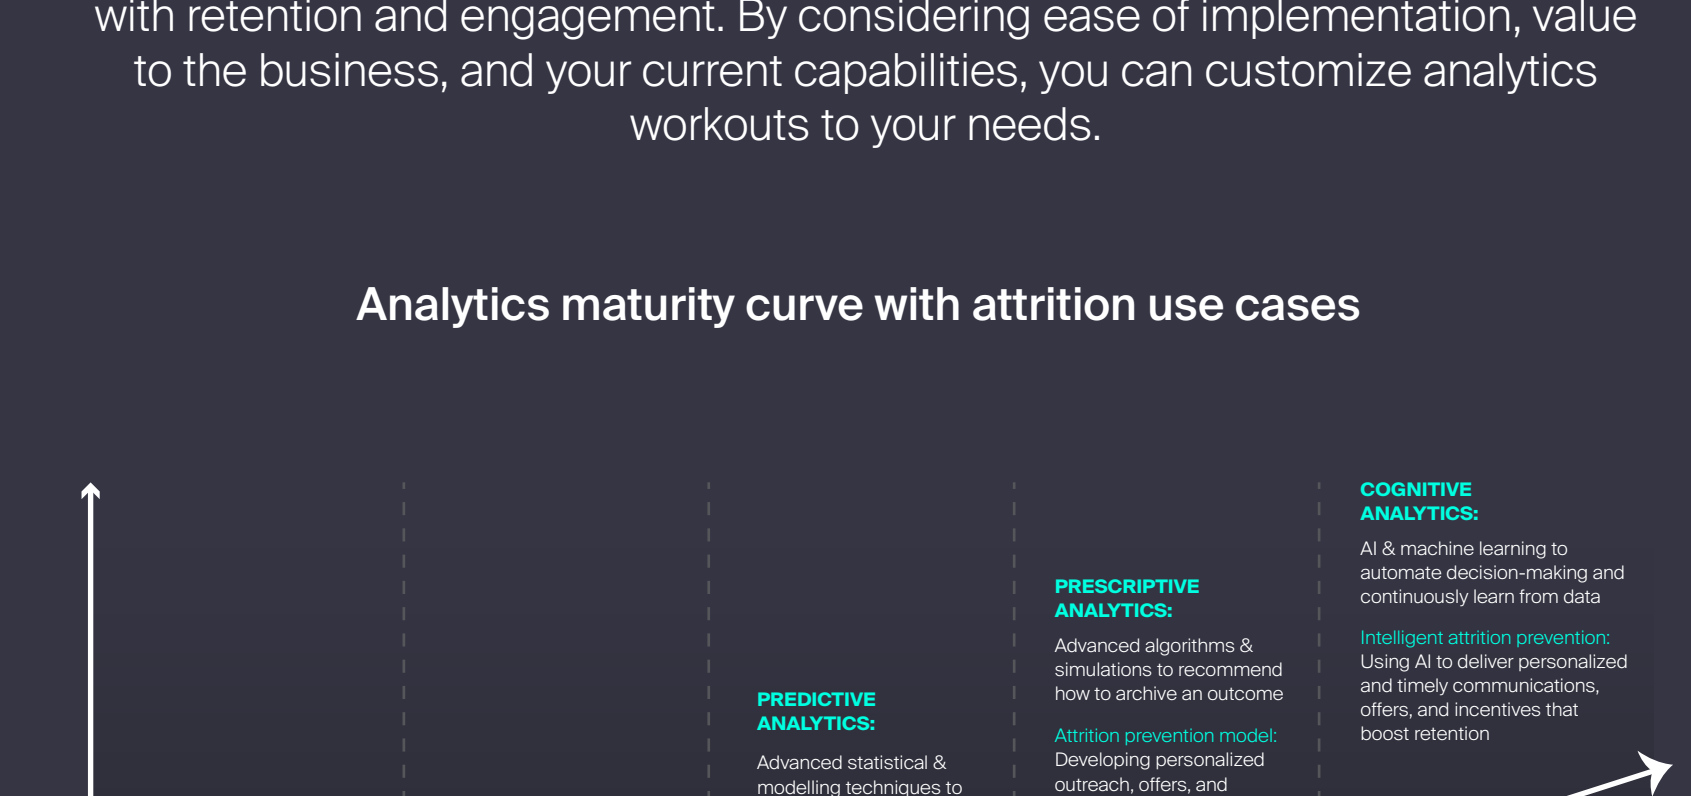 with retention and engagement. By considering ease of implementation, value
to the business, and your current capabilities, you can customize analytics
workouts to your needs.
Analytics maturity curve with attrition use cases
PREDICTIVE
ANALYTICS:
Advanced statistical &
modelling techniques to
PRESCRIPTIVE
ANALYTICS:
Advanced algorithms &
simulations to recommend
how to archive an outcome
Attrition prevention model:
Developing personalized
outreach, offers, and
COGNITIVE
ANALYTICS:
AI & machine learning to
automate decision-making and
continuously learn from data
Intelligent attrition prevention:
Using AI to deliver personalized
and timely communications,
offers, and incentives that
boost retention